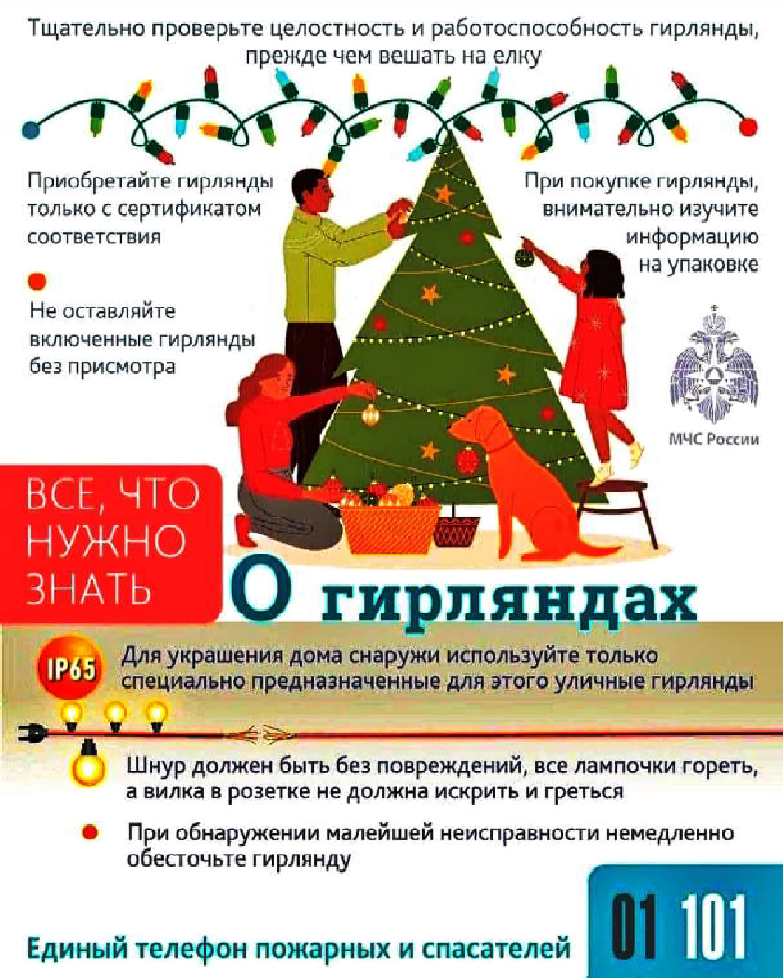 Тщательно проверьте целостность и работоспособность гирлянды,
прежде чем вешать на елку
Приобретайте гирлянды
только с сертификатом
соответствия
При покупке гирлянды,
внимательно изучите
информацию
на упаковке
Не оставляйте
включенные гирлянды
без присмотра
МЧС России
ВСЕ, ЧТО
НУЖНО
ЗНАТЬ
О гирляндах
IP65
Для украшения дома снаружи используйте только
специально предназначенные для этого уличные гирлянды
Шнур должен быть без повреждений, все лампочки гореть,
а вилка в розетке не должна искрить и греться
При обнаружении малейшей неисправности немедленно
обесточьте гирлянду
Единый телефон пожарных и спасателей
01 101